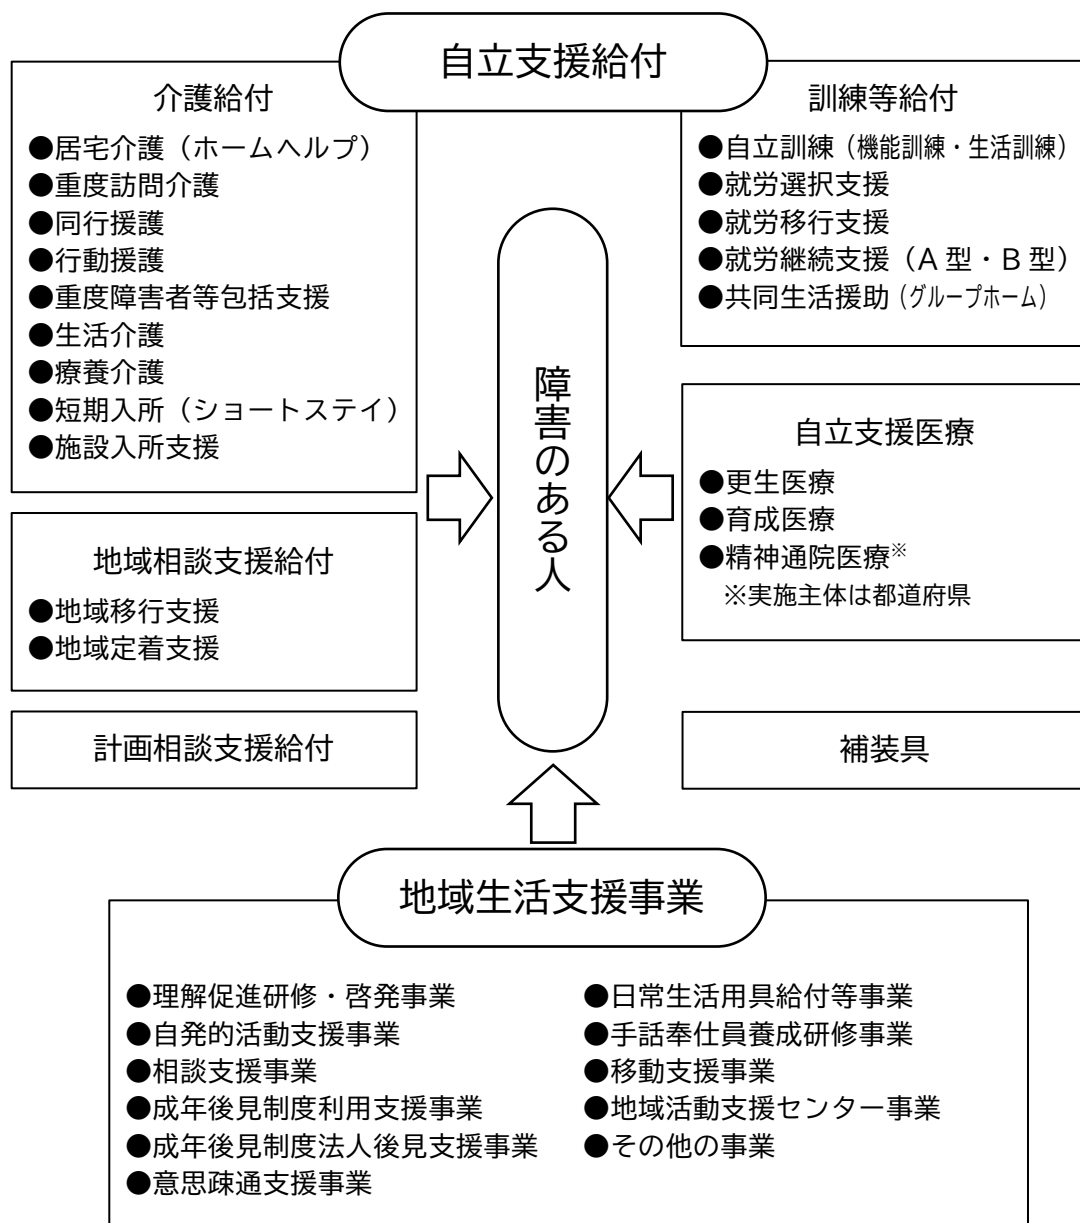 自立支援給付
介護給付
●居宅介護（ホームヘルプ）
●重度訪問介護
●同行援護
●行動援護
●重度障害者等包括支援
●生活介護
●療養介護
●短期入所（ショートステイ）
●施設入所支援
地域相談支援給付
●地域移行支援
●地域定着支援
計画相談支援給付
障害のある人
訓練等給付
●自立訓練（機能訓練・生活訓練）
●就労選択支援
●就労移行支援
●就労継続支援（A型・B型）
●共同生活援助（グループホーム）
自立支援医療
●更生医療
●育成医療
●精神通院医療※
※実施主体は都道府県
補装具
地域生活支援事業
●理解促進研修・啓発事業
●自発的活動支援事業
●相談支援事業
●成年後見制度利用支援事業
●成年後見制度法人後見支援事業
●意思疎通支援事業
●日常生活用具給付等事業
●手話奉仕員養成研修事業
●移動支援事業
●地域活動支援センター事業
●その他の事業